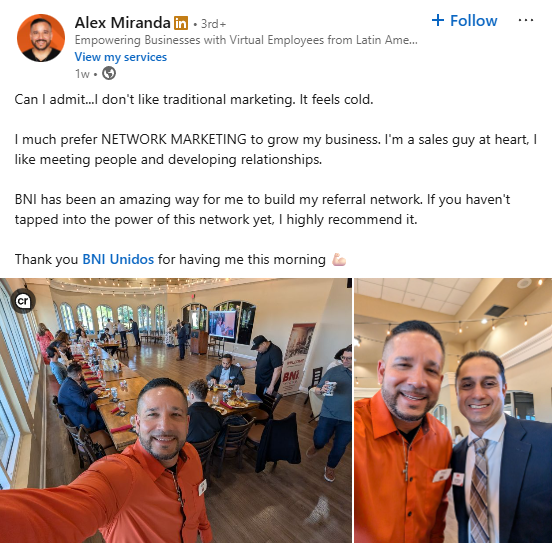 Alex Miranda in • 3rd+
+ Follow ...
Empowering Businesses with Virtual Employees from Latin Ame...
View my services
1w •
Can I admit...I don't like traditional marketing. It feels cold.
I much prefer NETWORK MARKETING to grow my business. I'm a sales guy at heart, I
like meeting people and developing relationships.
BNI has been an amazing way for me to build my referral network. If you haven't
tapped into the power of this network yet, I highly recommend it.
Thank you BNI Unidos for having me this morning 💪🏻
cr
BNI